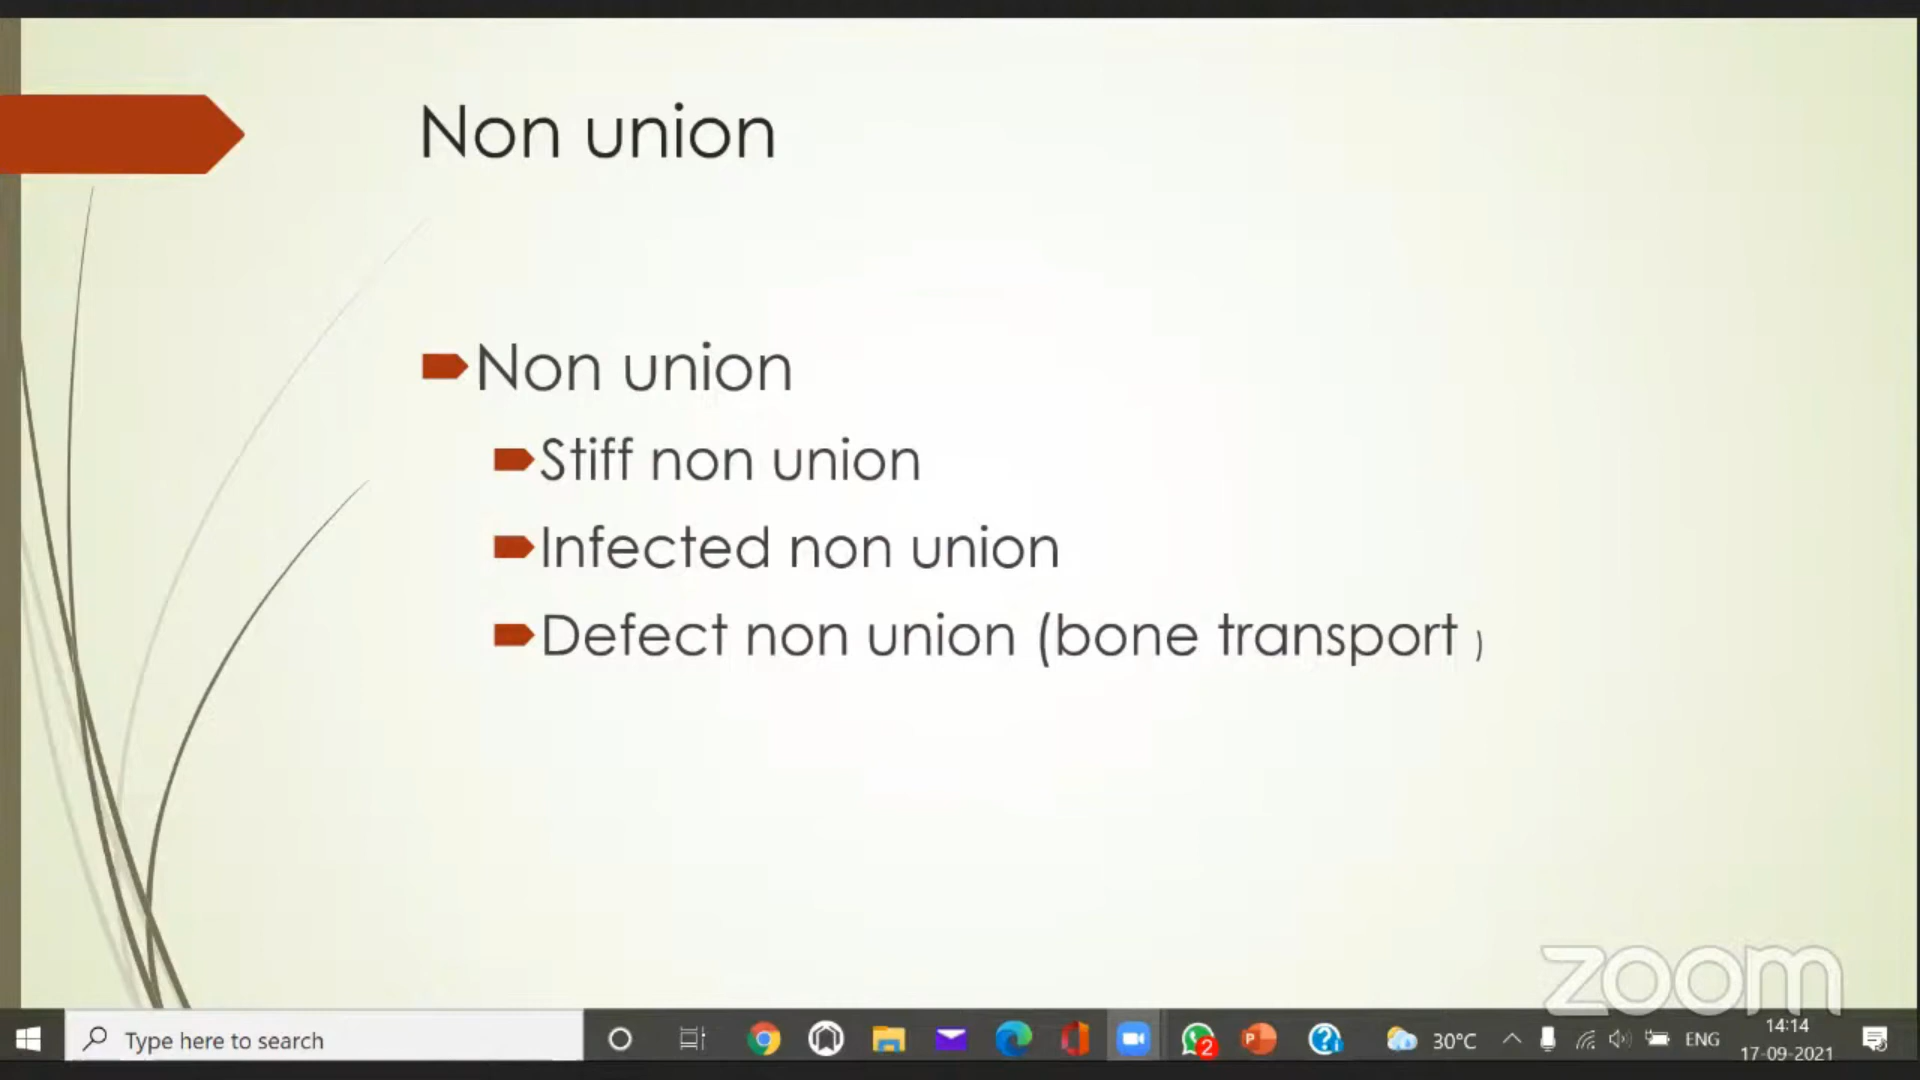 Non union
Non union
Stiff non union
Infected non union
Defect non union (bone transport )
zoom
Type here to search
2
P
30°C
ENG
14:14
17-09-2021